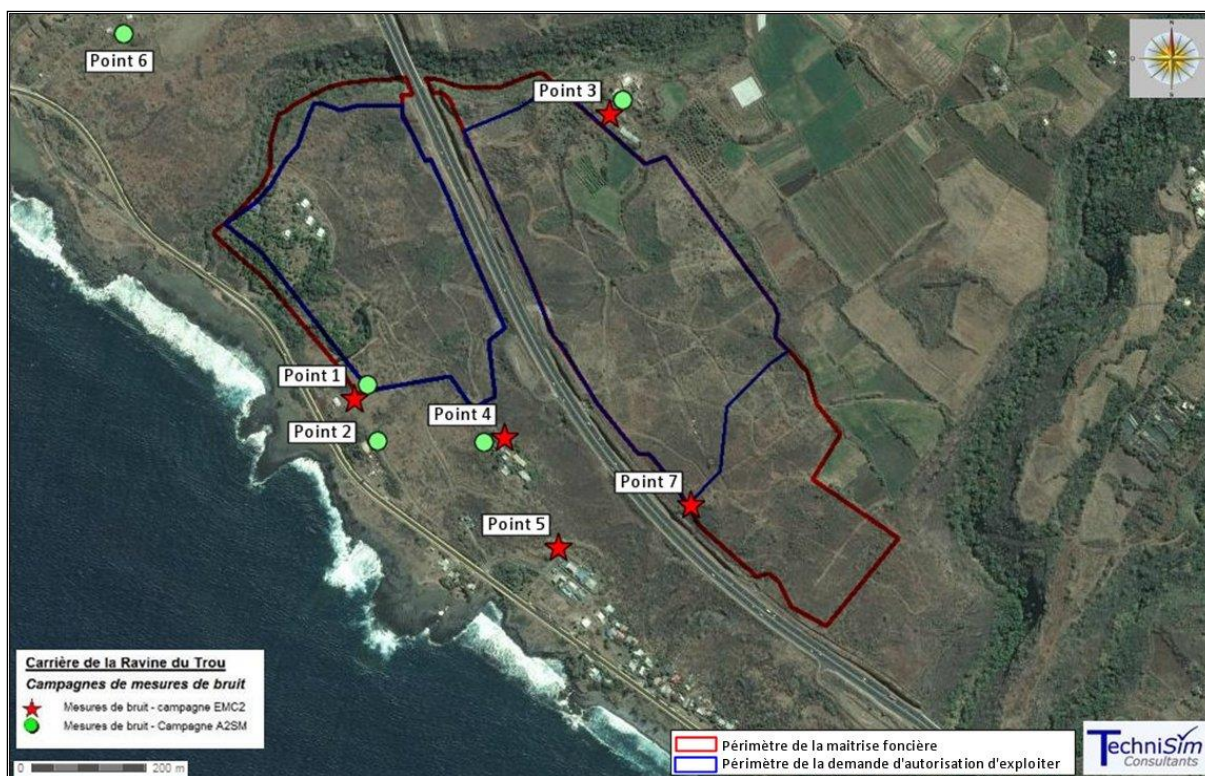 Point 6
Point 3
Point 1
Point 4
Point 2
Point 7
Point 5
Carrière de la Ravine du Trou
Campagnes de mesures de bruit
Mesures de bruit - campagne EMC2
Mesures de bruit - Campagne A2SM
0 200 m
Périmètre de la maitrise foncière
Périmètre de la demande d'autorisation d'exploiter
TechniSim
Consultants